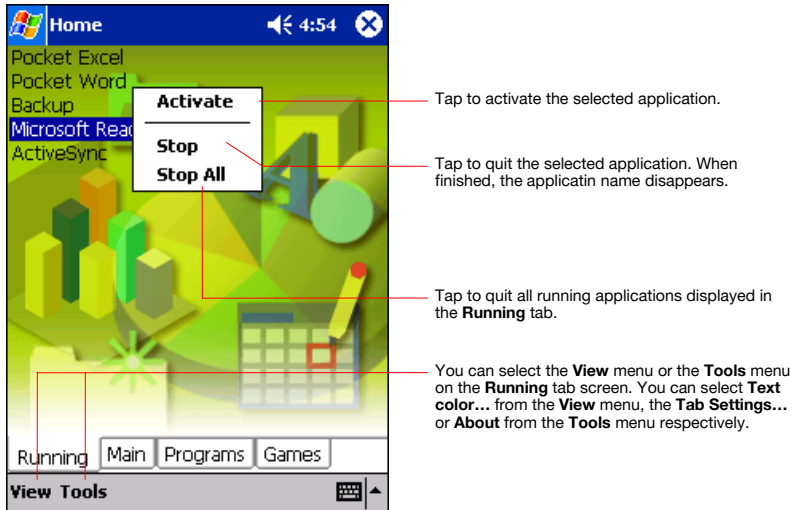 Home 4:54
Pocket Excel
Pocket Word
Backup
Microsoft Read
ActiveSync
Activate
Stop
Stop All
Tap to activate the selected application.
Tap to quit the selected application. When
finished, the applicatin name disappears.
Tap to quit all running applications displayed in
the Running tab.
You can select the View menu or the Tools menu
on the Running tab screen. You can select Text
color… from the View menu, the Tab Settings…
or About from the Tools menu respectively.
Running Main Programs Games
View Tools